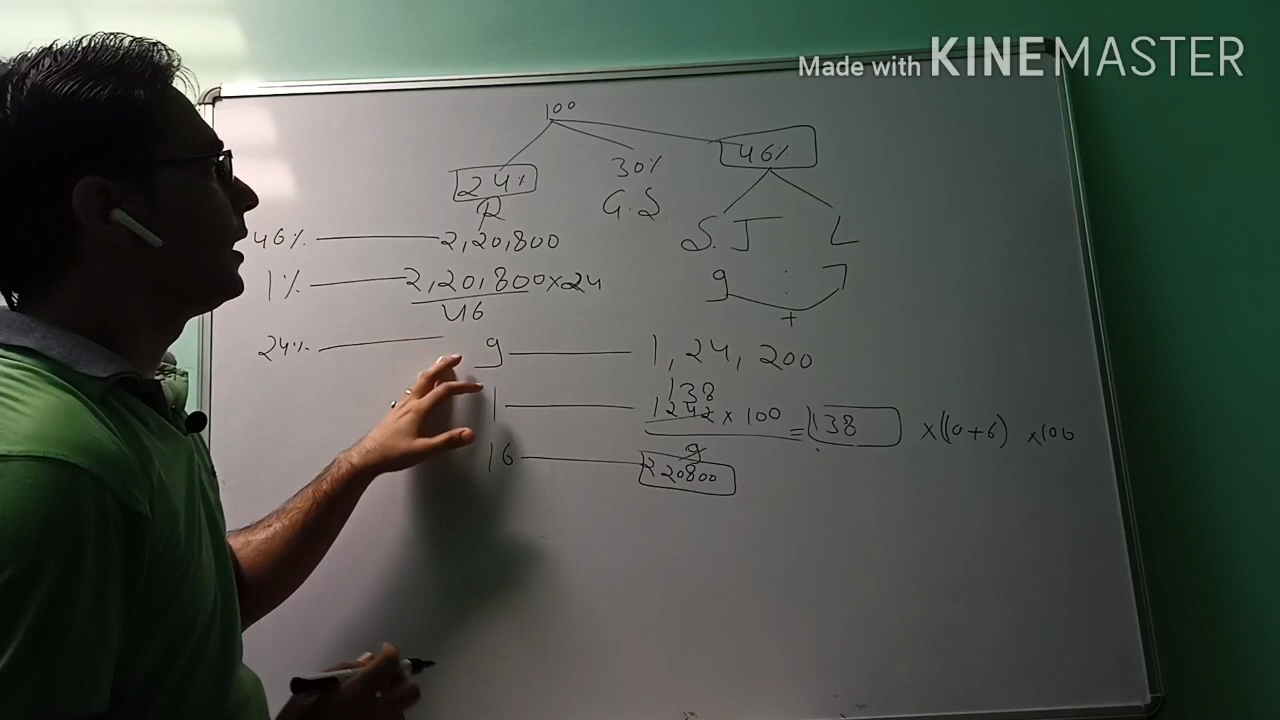 Made with KINEMASTER
100
24% 30% 46%
R G.S. S.J L
9 : 7
+
46% 2,20,800
1% 2,20,800×24
46
24%
9 1,24,200
138
1 1242×100 = 138 ×(10+6) ×100
9
16 220800